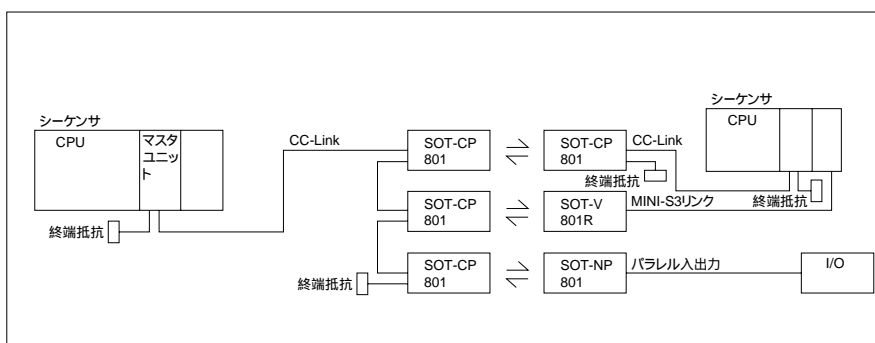 シーケンサ
CPU
マスタ
ユニッ
ト
CC-Link
SOT-CP
801
SOT-CP
801
CC-Link
終端抵抗
シーケンサ
CPU
終端抵抗
終端抵抗
SOT-CP
801
SOT-V
801R
MINI-S3リンク
終端抵抗
SOT-CP
801
SOT-NP
801
パラレル入出力
I/O